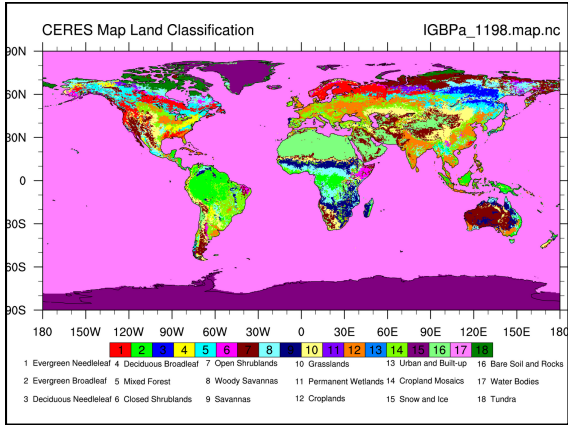 CERES Map Land Classification IGBPa_1198.map.nc
90N
60N
30N
0
30S
60S
90S
180 150W 120W 90W 60W 30W 0 30E 60E 90E 120E 150E 180
1 2 3 4 5 6 7 8 9 10 11 12 13 14 15 16 17 18
1 Evergreen Needleleaf 4 Deciduous Broadleaf 7 Open Shrublands 10 Grasslands 13 Urban and Built-up 16 Bare Soil and Rocks
2 Evergreen Broadleaf 5 Mixed Forest 8 Woody Savannas 11 Permanent Wetlands 14 Cropland Mosaics 17 Water Bodies
3 Deciduous Needleleaf 6 Closed Shrublands 9 Savannas 12 Croplands 15 Snow and Ice 18 Tundra